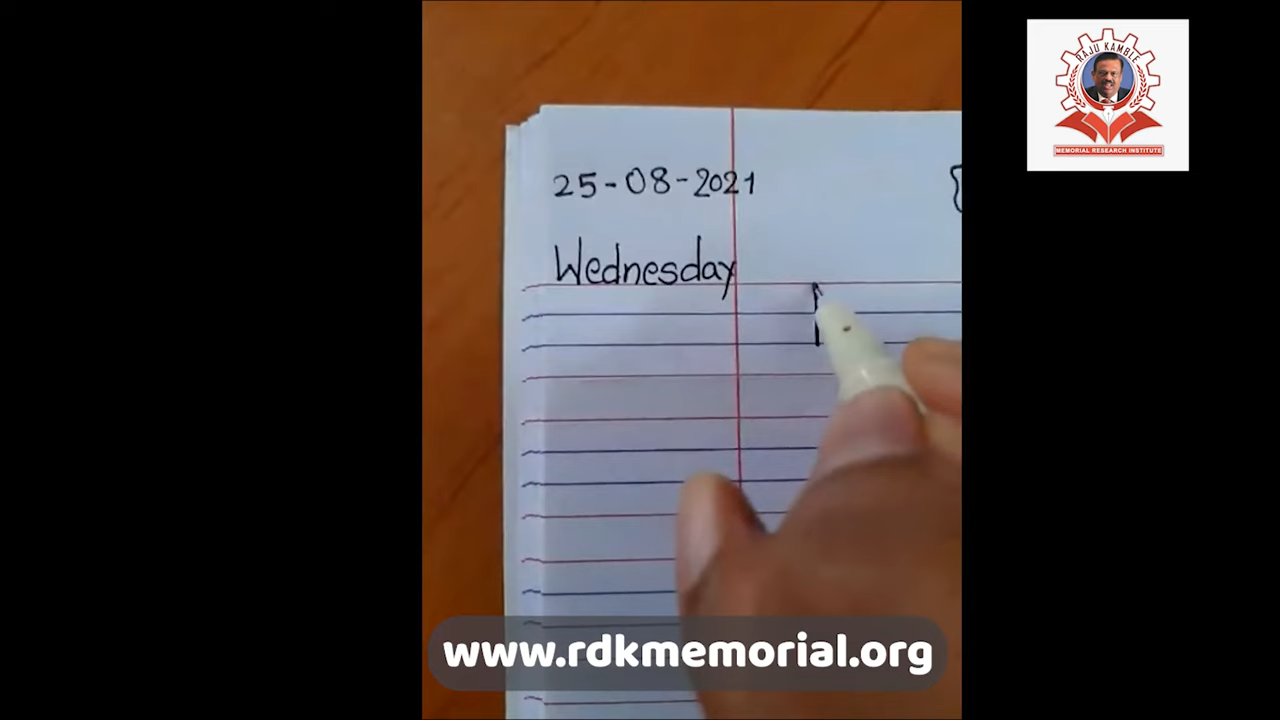 RAJU KAMBLE
MEMORIAL RESEARCH INSTITUTE
25-08-2021
Wednesday
www.rdkmemorial.org